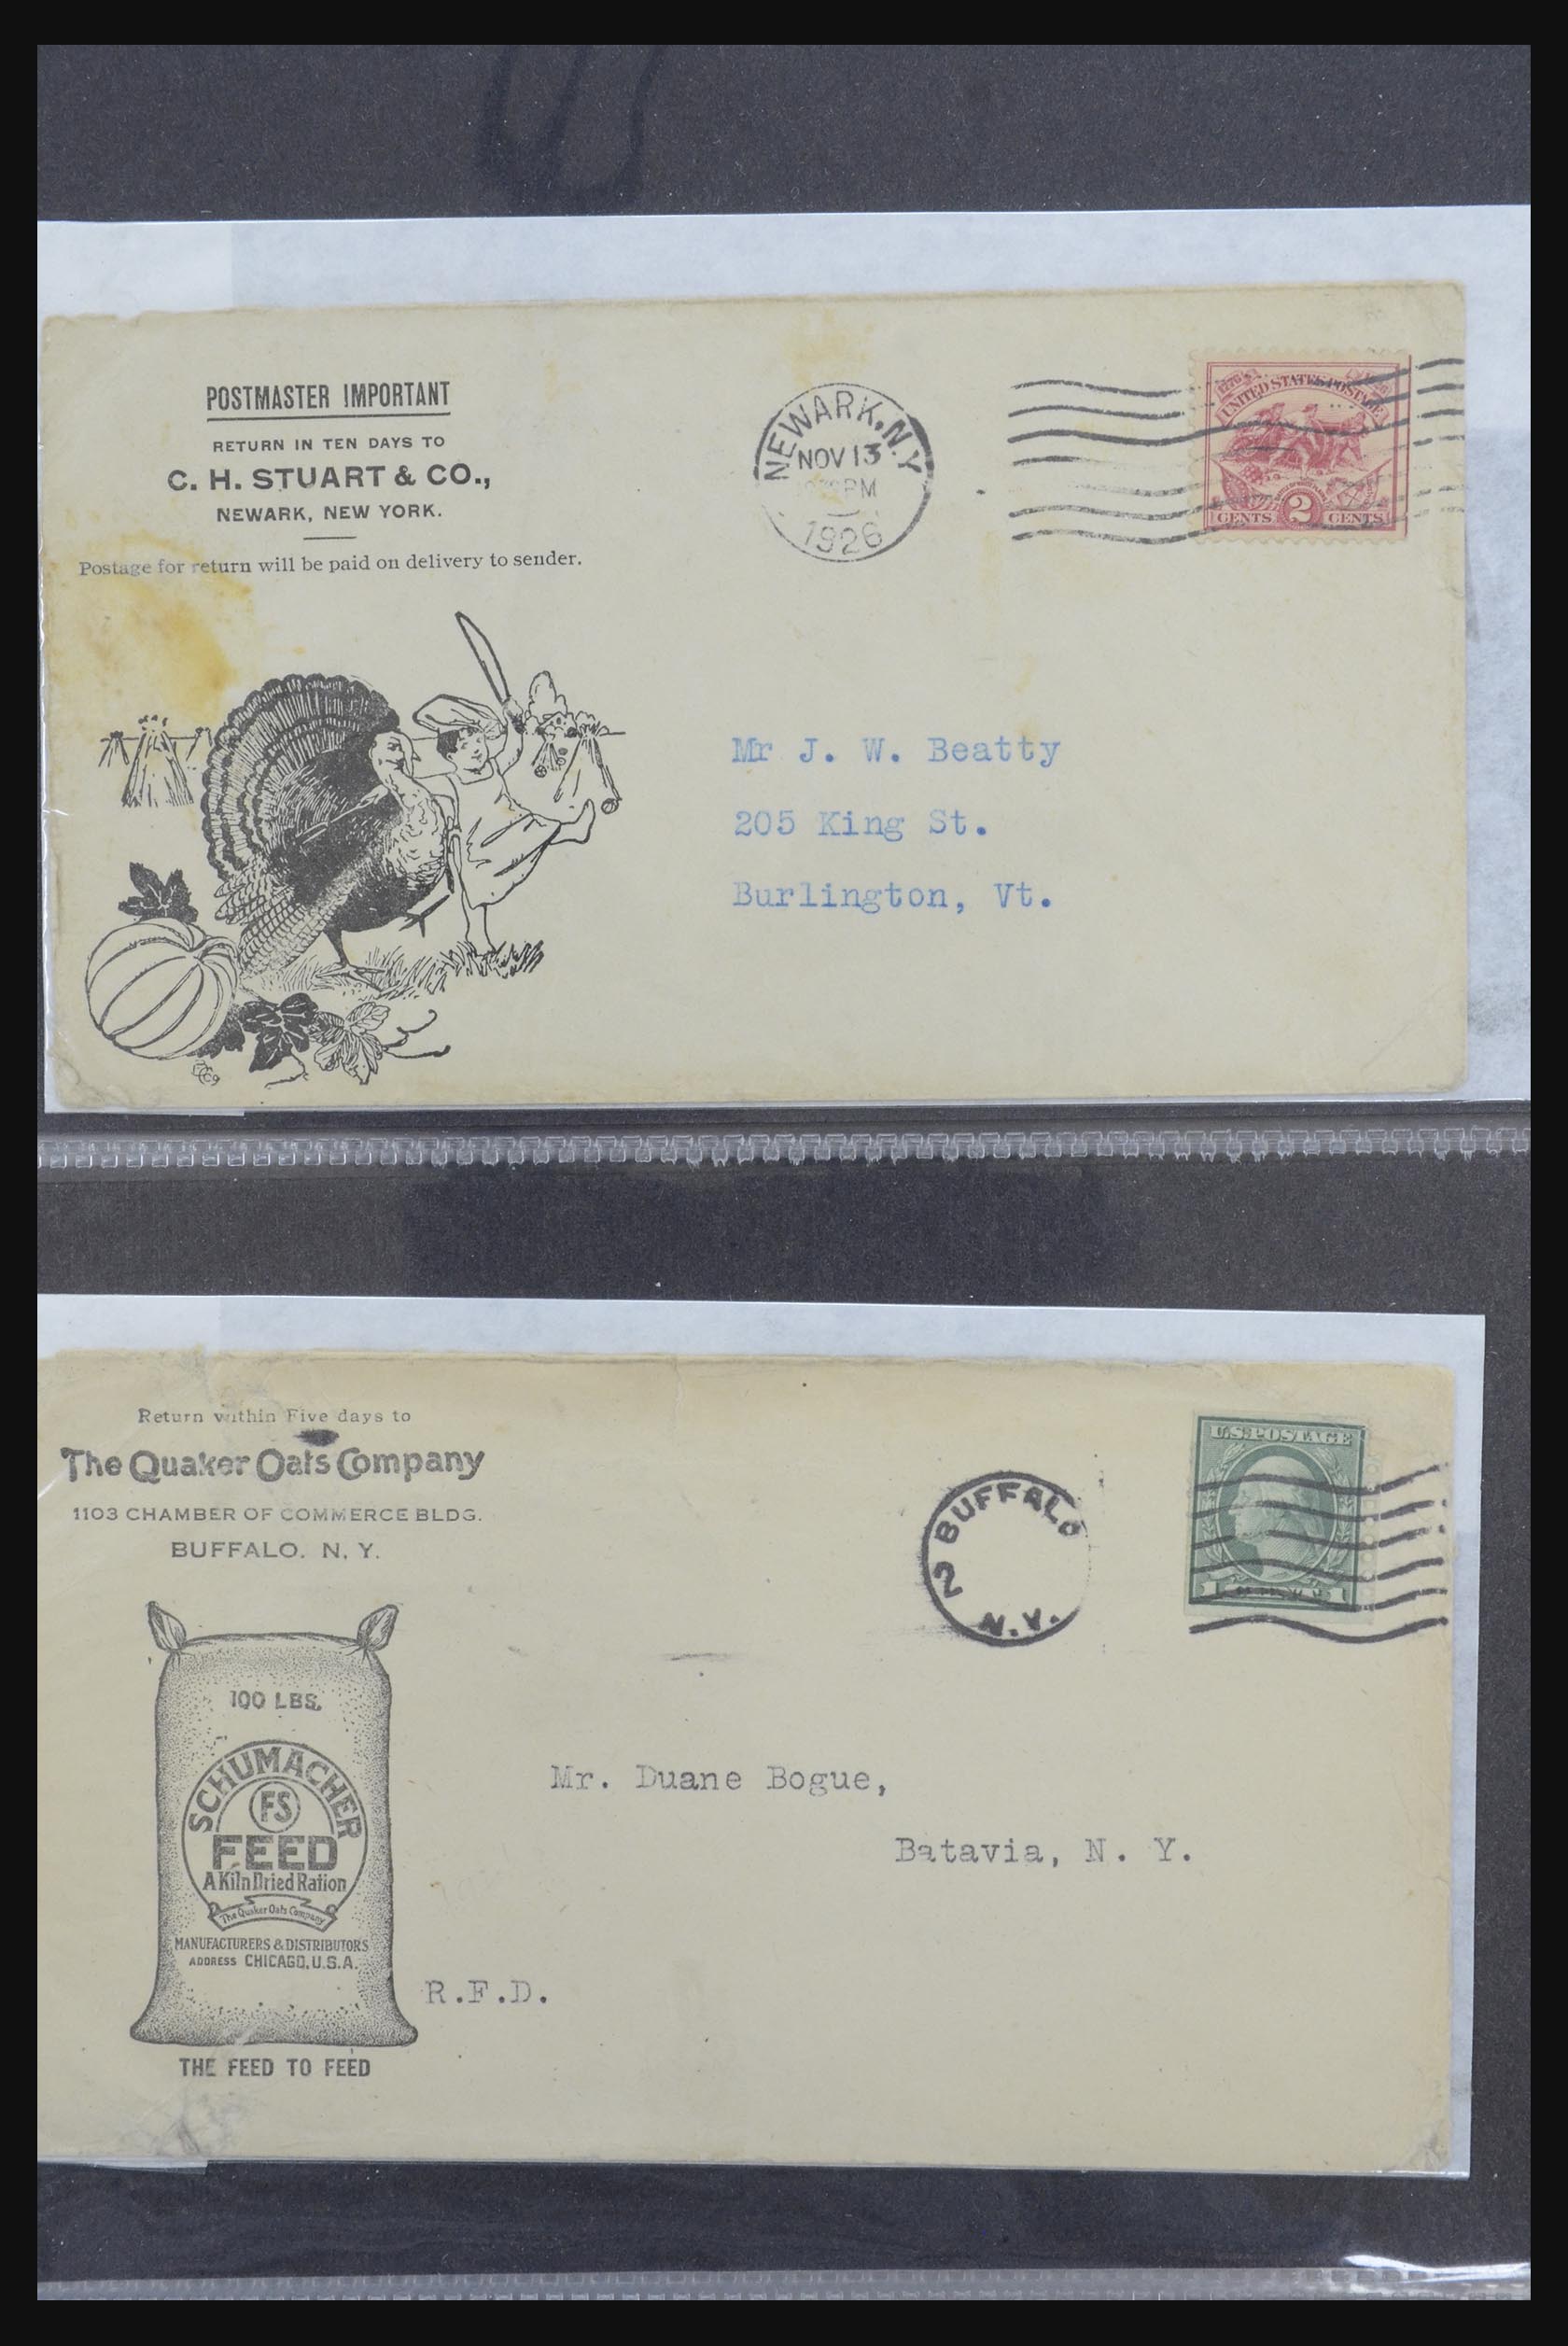 POSTMASTER IMPORTANT
RETURN IN TEN DAYS TO
C. H. STUART & CO.,
NEWARK, NEW YORK.
Postage for return will be paid on delivery to sender.
NEWARK, N.Y.
NOV 13
PM
1926
UNITED STATES POSTAGE
CENTS 2 CENTS
Mr J. W. Beatty
205 King St.
Burlington, Vt.
Return within Five days to
The Quaker Oats Company
1103 CHAMBER OF COMMERCE BLDG.
BUFFALO. N. Y.
BUFFALO
2
N.Y.
U.S. POSTAGE
1 1
100 LBS.
SCHUMACHER
FS
FEED
A Kiln Dried Ration
The Quaker Oats Company
MANUFACTURERS & DISTRIBUTORS
ADDRESS CHICAGO, U.S.A.
THE FEED TO FEED
Mr. Duane Bogue,
Batavia, N. Y.
R.F.D.